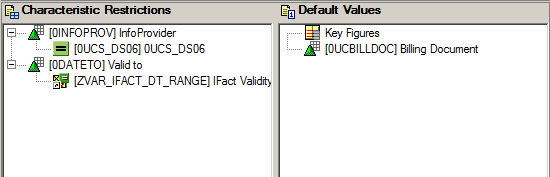 Characteristic Restrictions
[0INFOPROV] InfoProvider
[0UCS_DS06] 0UCS_DS06
[0DATETO] Valid to
[ZVAR_IFACT_DT_RANGE] IFact Validity
Default Values
Key Figures
[0UCBILLDOC] Billing Document